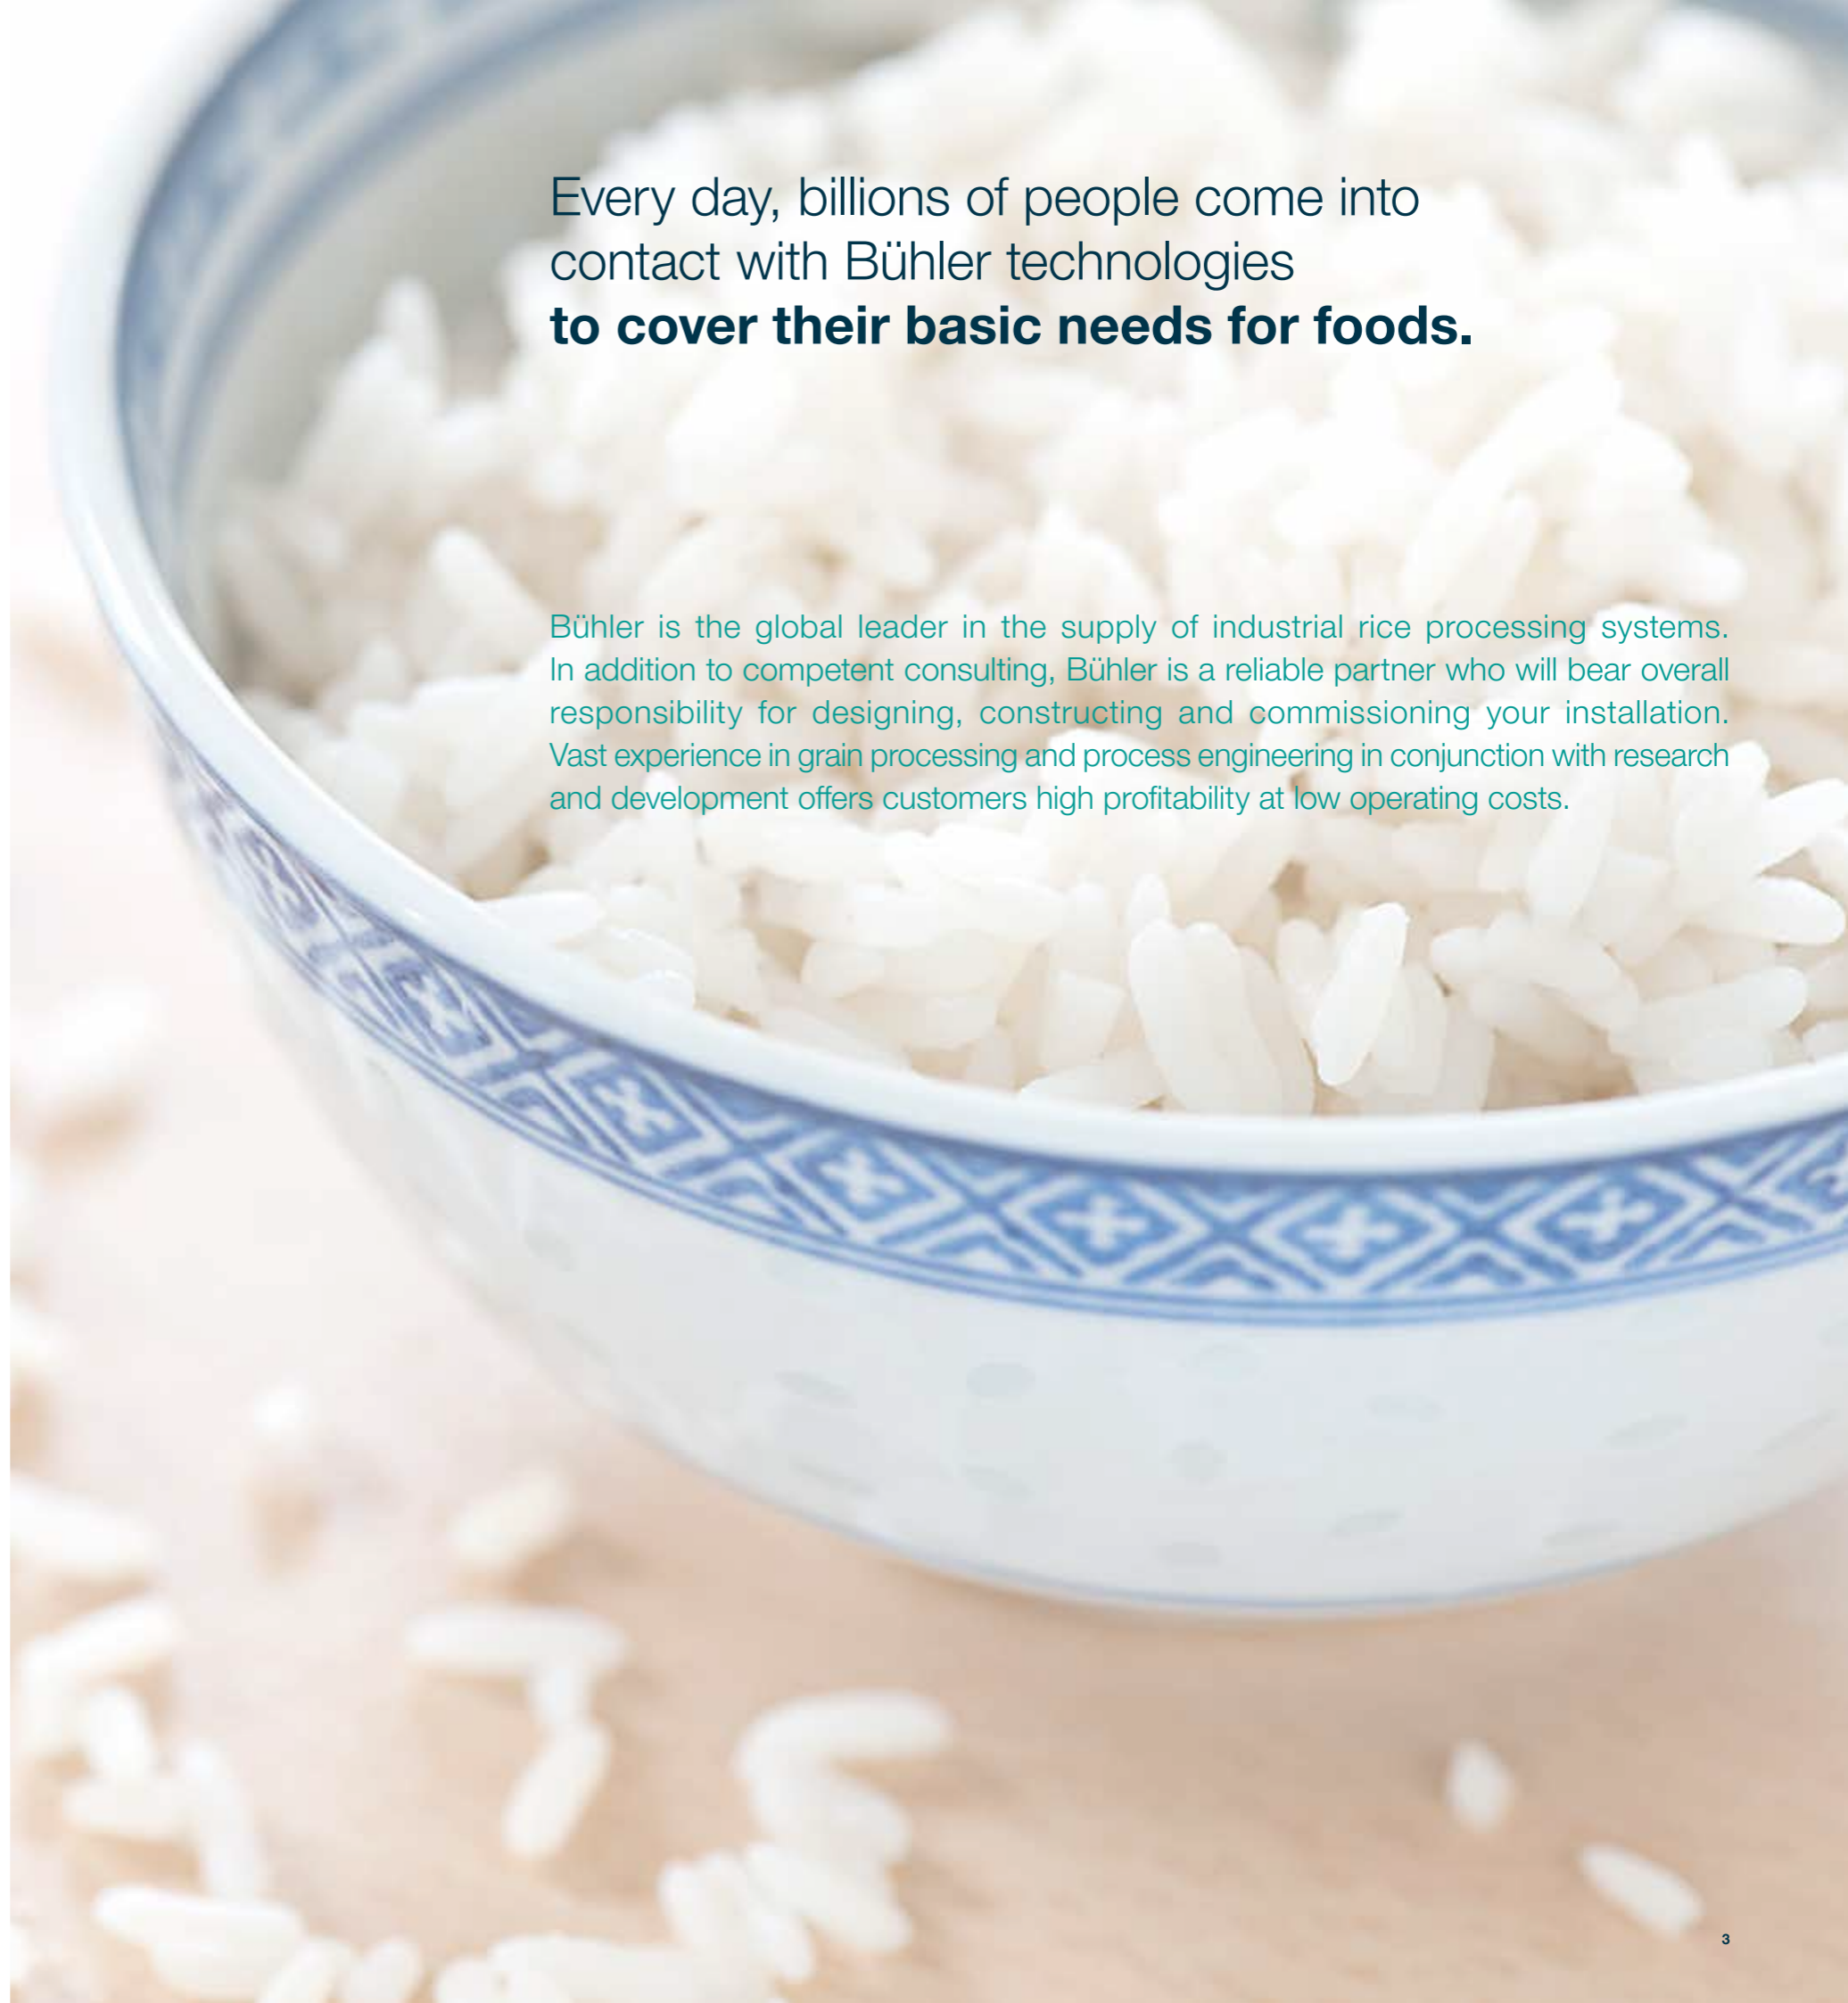 Every day, billions of people come into
contact with Bühler technologies
to cover their basic needs for foods.
Bühler is the global leader in the supply of industrial rice processing systems.
In addition to competent consulting, Bühler is a reliable partner who will bear overall
responsibility for designing, constructing and commissioning your installation.
Vast experience in grain processing and process engineering in conjunction with research
and development offers customers high profitability at low operating costs.
3